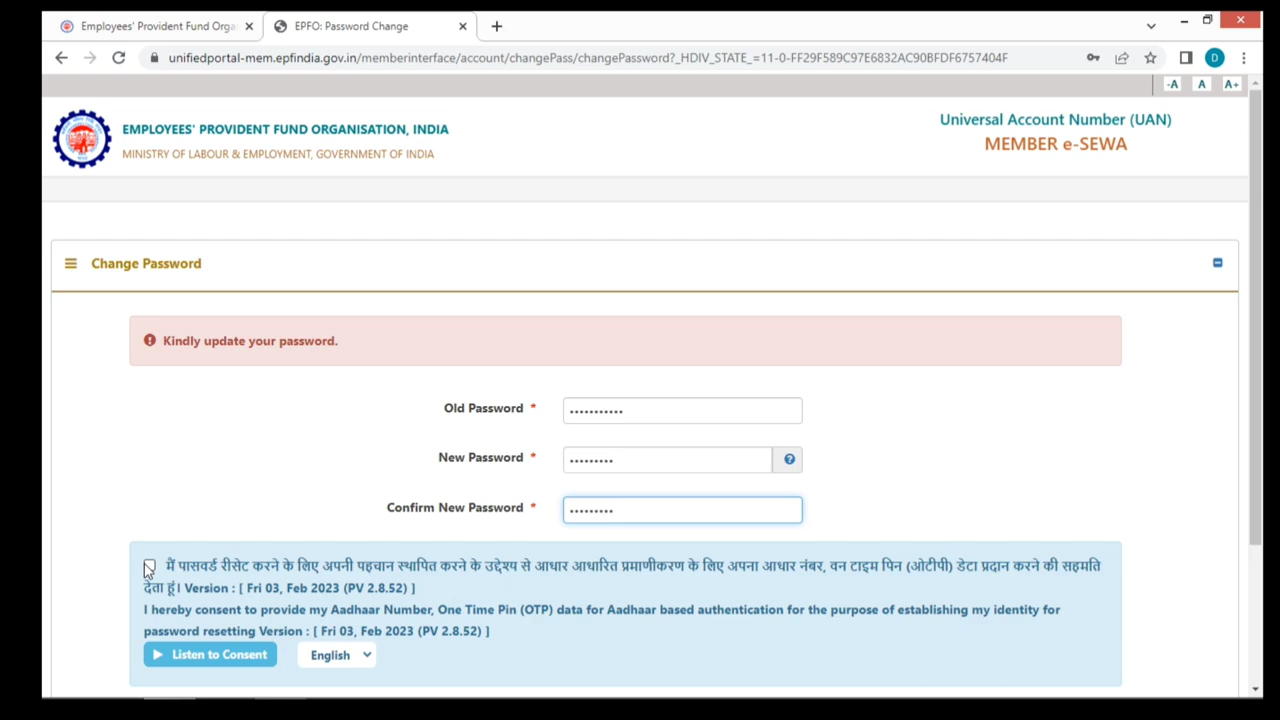 Employees' Provident Fund Orga
EPFO: Password Change
unifiedportal-mem.epfindia.gov.in/memberinterface/account/changePass/changePassword?_HDIV_STATE_=11-0-FF29F589C97E6832AC90BFDF6757404F
D
-A A A+
EMPLOYEES' PROVIDENT FUND ORGANISATION, INDIA
MINISTRY OF LABOUR & EMPLOYMENT, GOVERNMENT OF INDIA
Universal Account Number (UAN)
MEMBER e-SEWA
Change Password
Kindly update your password.
Old Password *
New Password *
Confirm New Password *
मैं पासवर्ड रीसेट करने के लिए अपनी पहचान स्थापित करने के उद्देश्य से आधार आधारित प्रमाणीकरण के लिए अपना आधार नंबर, वन टाइम पिन (ओटीपी) डेटा प्रदान करने की सहमति
देता हूं। Version : [ Fri 03, Feb 2023 (PV 2.8.52) ]
I hereby consent to provide my Aadhaar Number, One Time Pin (OTP) data for Aadhaar based authentication for the purpose of establishing my identity for
password resetting Version : [ Fri 03, Feb 2023 (PV 2.8.52) ]
Listen to Consent
English